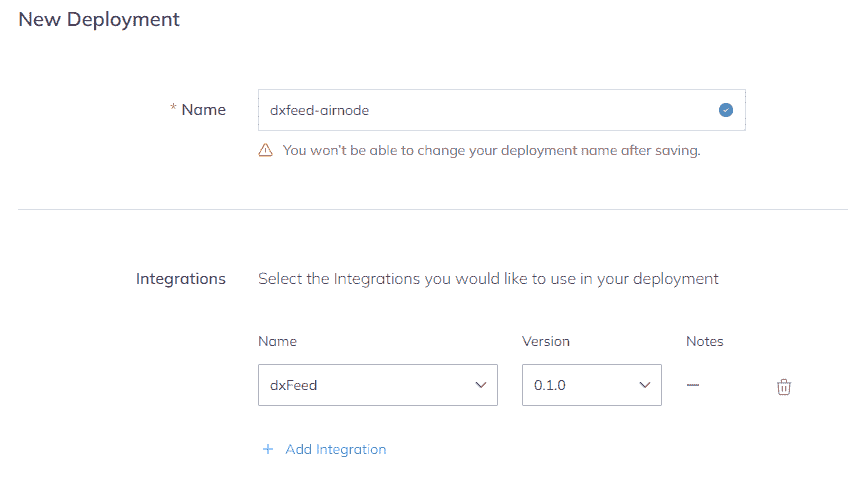 New Deployment
* Name
dxfeed-airnode
You won't be able to change your deployment name after saving.
Integrations
Select the Integrations you would like to use in your deployment
Name Version Notes
dxFeed 0.1.0 —
+ Add Integration